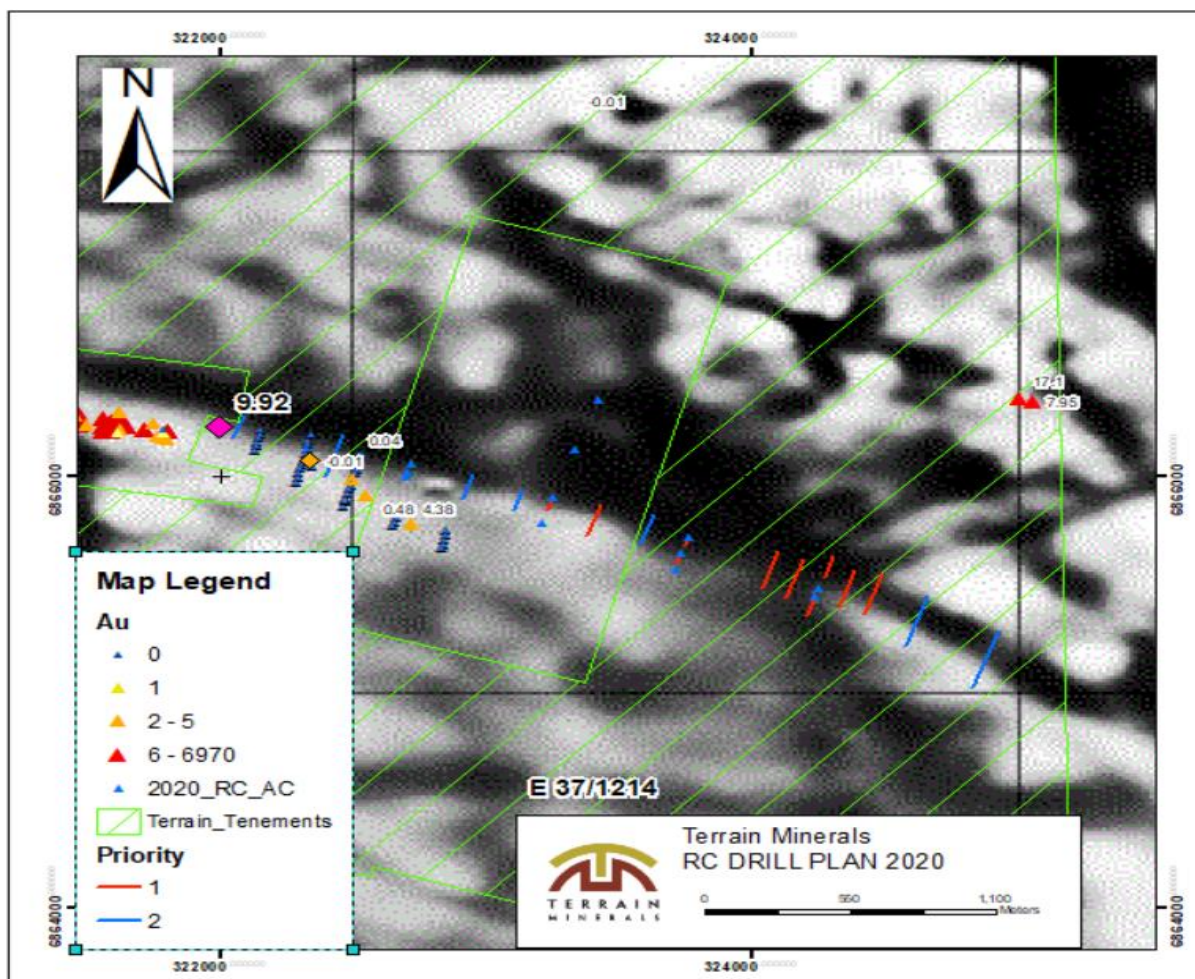 322000
324000
N
-0.01
17.1
7.95
9.92
0.04
-0.01
6866000
6866000
0.48 4.38
Map Legend
Au
0
1
2 - 5
6 - 6970
2020_RC_AC
Terrain_Tenements
Priority
1
2
E 37/1214
TERRAIN
MINERALS
Terrain Minerals
RC DRILL PLAN 2020
0 550 1,100
Meters
6864000
6864000
322000
324000